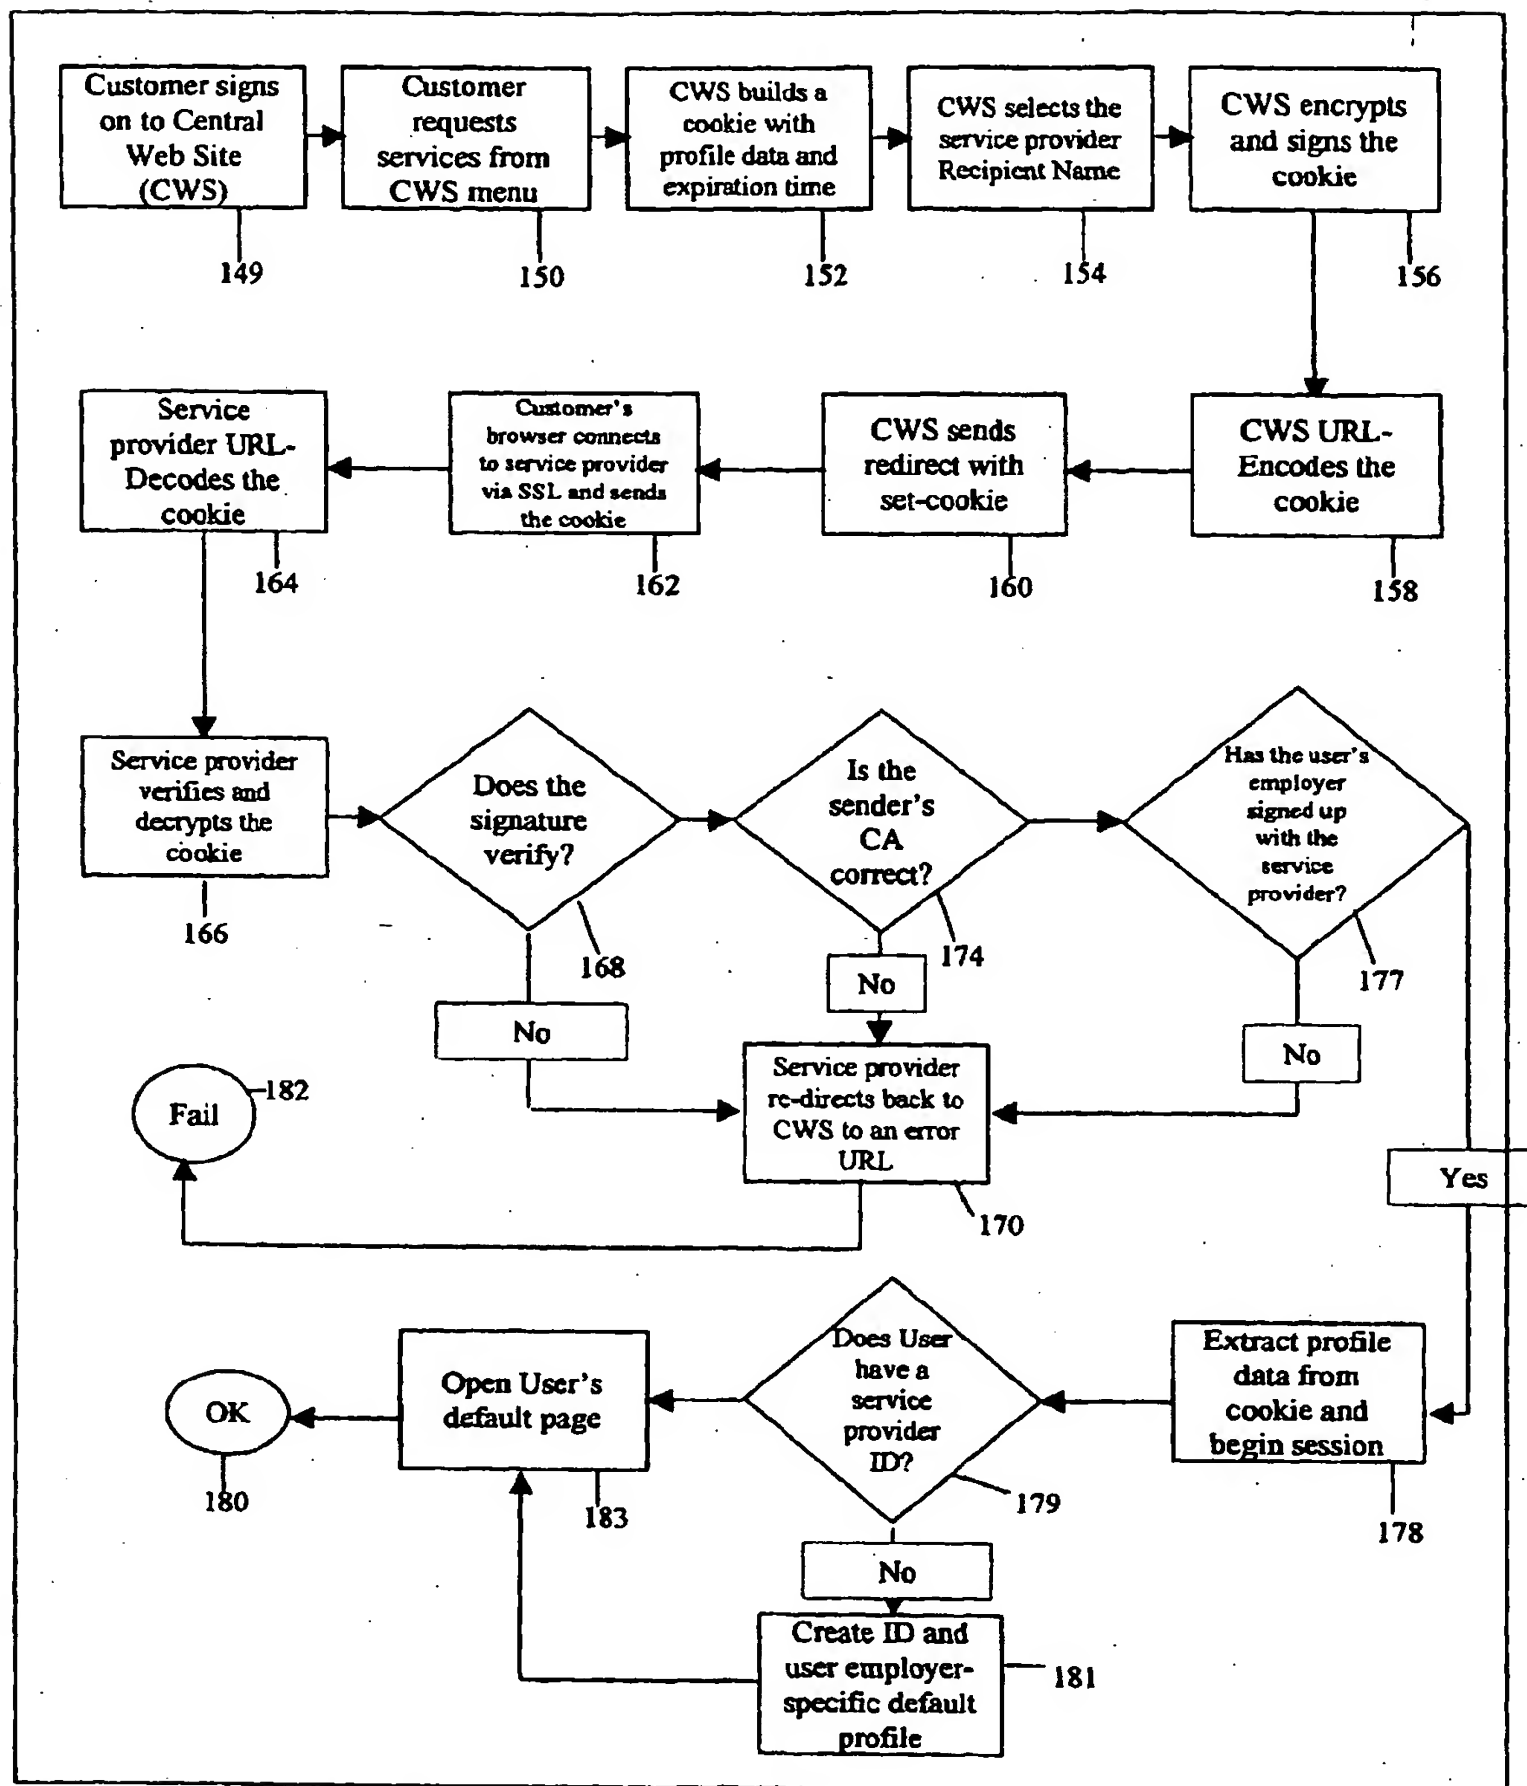 Customer signs
on to Central
Web Site
(CWS)
149
Customer
requests
services from
CWS menu
150
CWS builds a
cookie with
profile data and
expiration time
152
CWS selects the
service provider
Recipient Name
154
CWS encrypts
and signs the
cookie
156
CWS URL-
Encodes the
cookie
158
CWS sends
redirect with
set-cookie
160
Customer's
browser connects
to service provider
via SSL and sends
the cookie
162
Service
provider URL-
Decodes the
cookie
164
Service provider
verifies and
decrypts the
cookie
166
Does the
signature
verify?
168
No
Is the
sender's
CA
correct?
174
No
Has the user's
employer
signed up
with the
service
provider?
177
No
Yes
Service provider
re-directs back to
CWS to an error
URL
170
Fail
182
Extract profile
data from
cookie and
begin session
178
Does User
have a
service
provider
ID?
179
No
Create ID and
user employer-
specific default
profile
181
Open User's
default page
183
OK
180